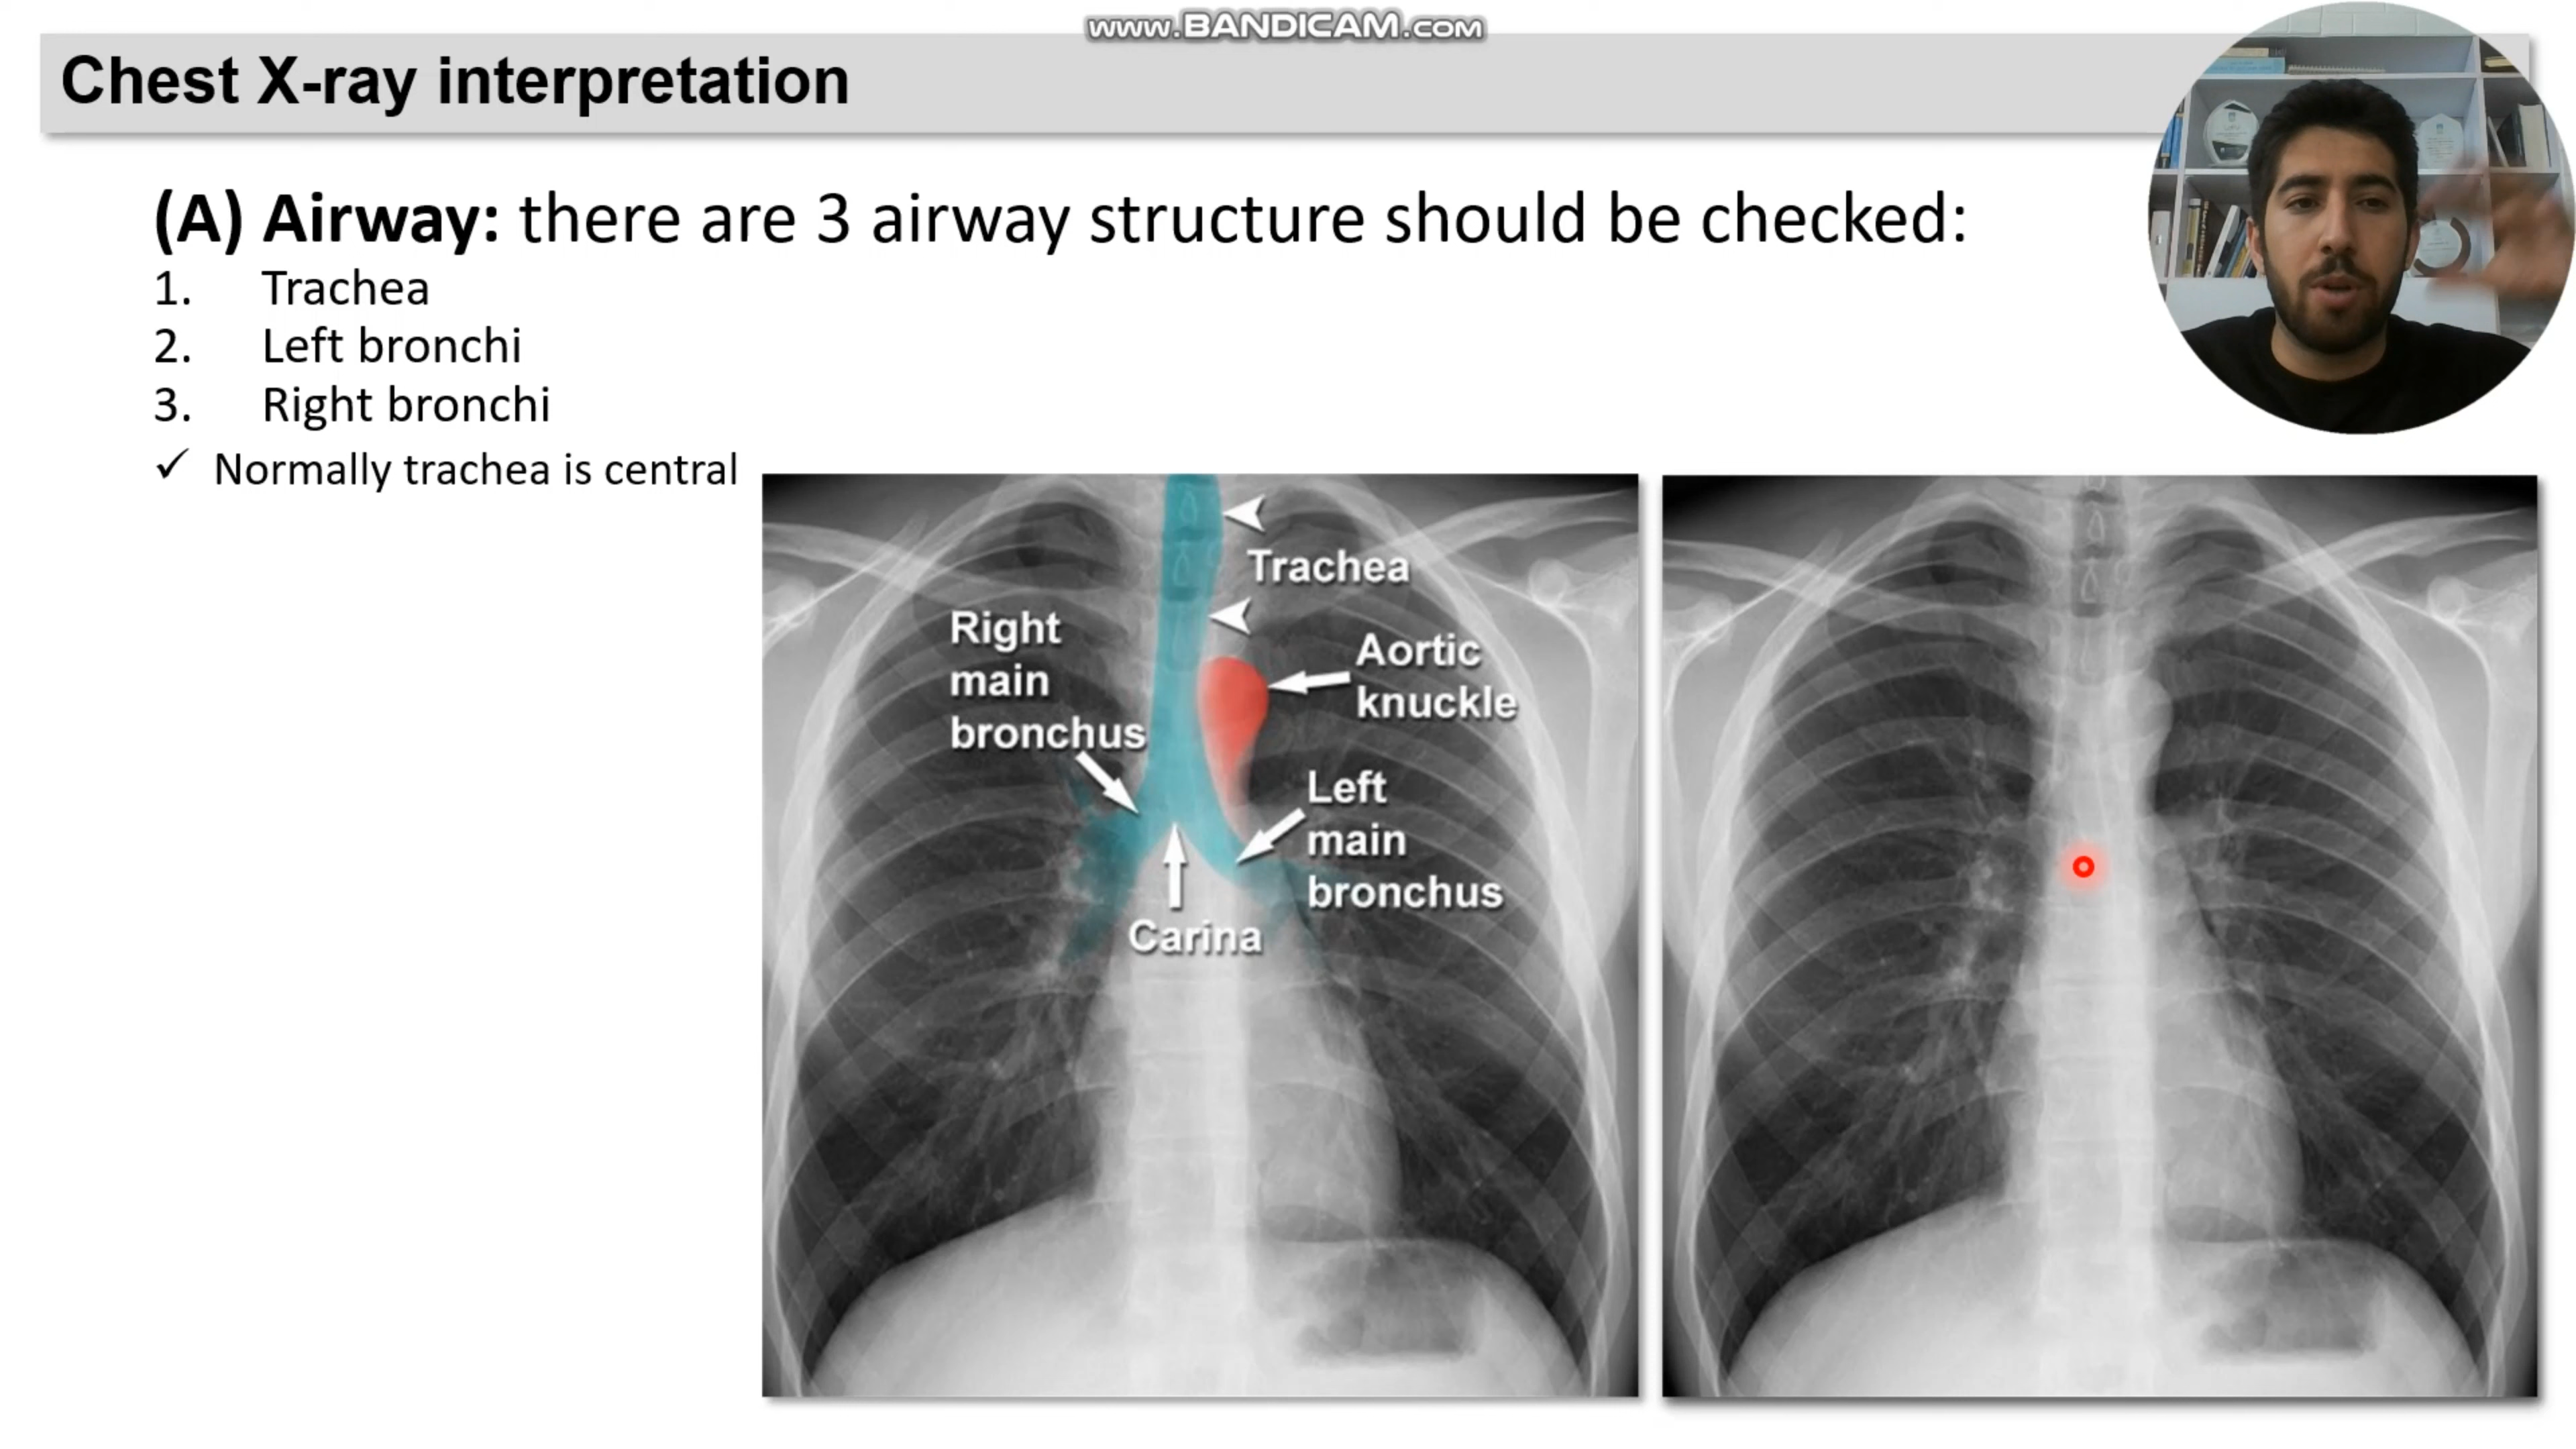 www.BANDICAM.com
Chest X-ray interpretation
(A) Airway: there are 3 airway structure should be checked:
1. Trachea
2. Left bronchi
3. Right bronchi
✓ Normally trachea is central
Trachea
Right
main
bronchus
Aortic
knuckle
Left
main
bronchus
Carina